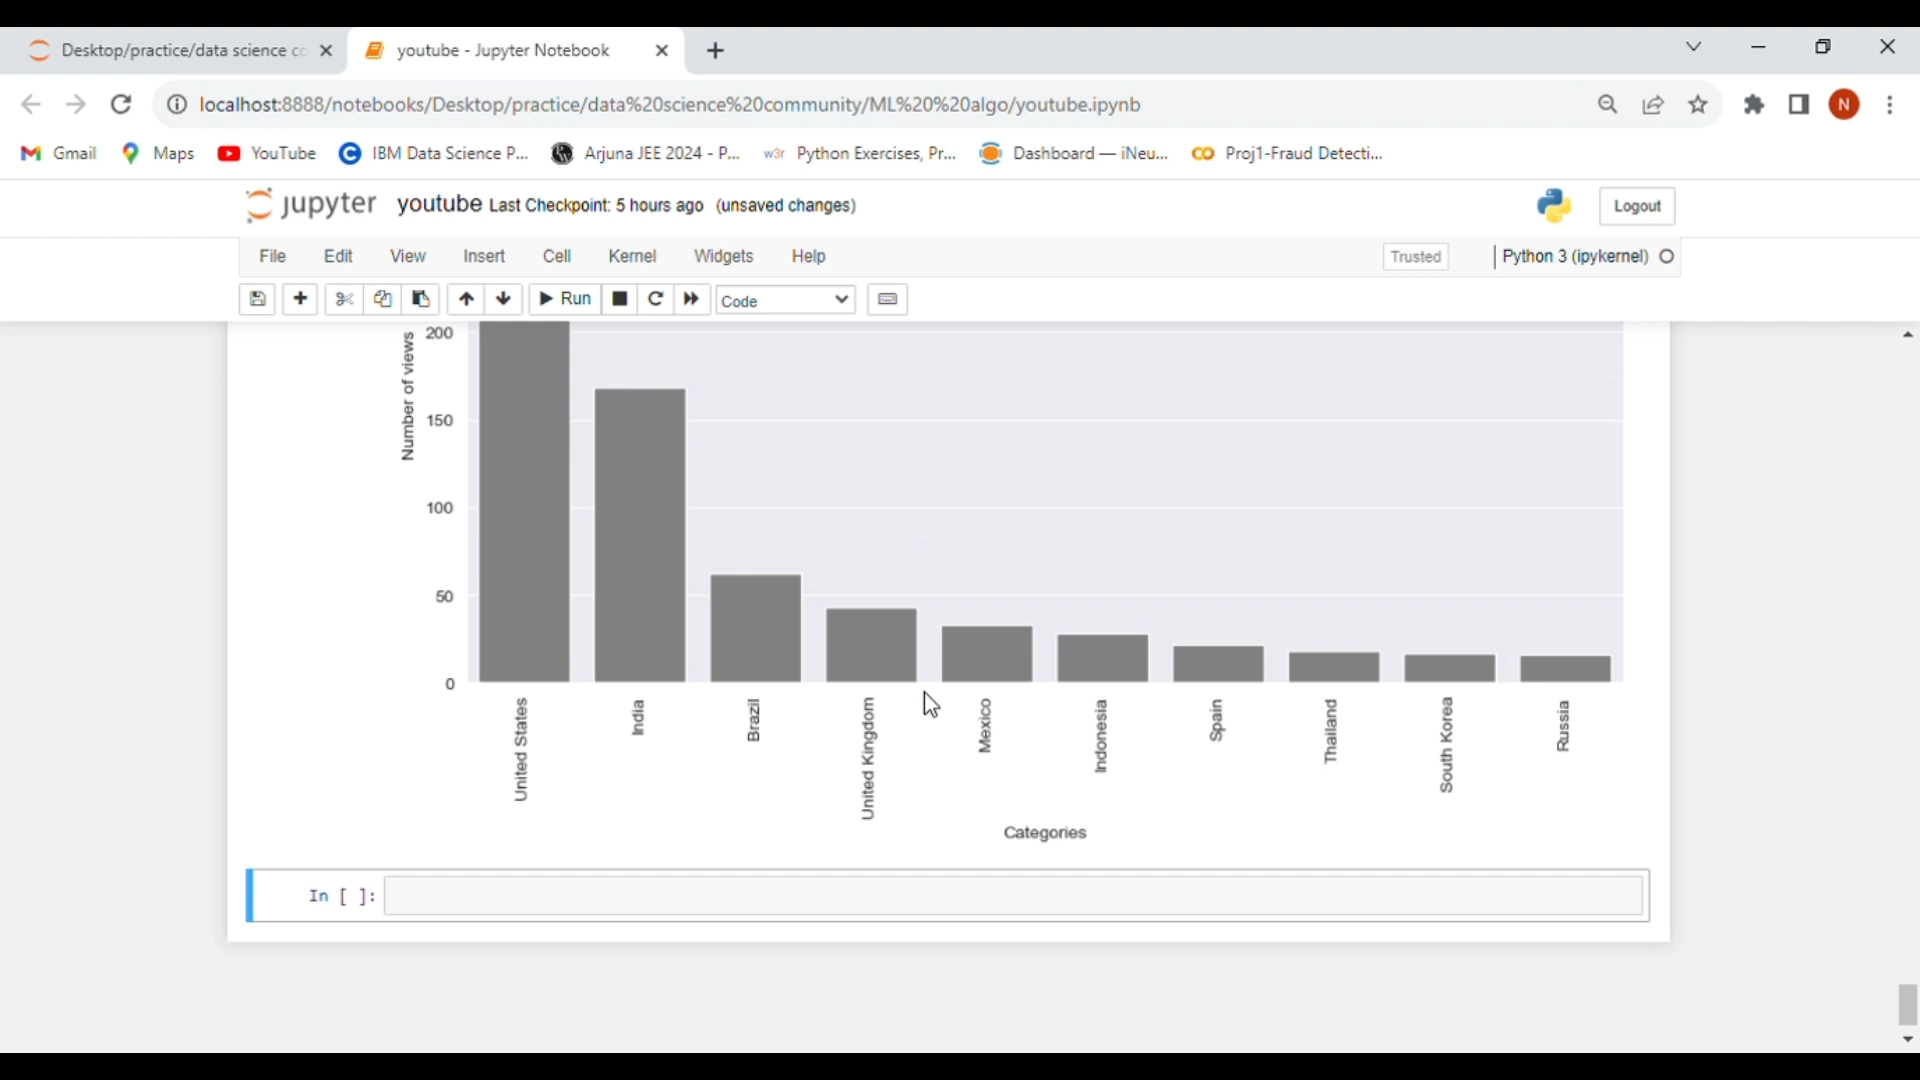 Desktop/practice/data science co
youtube - Jupyter Notebook
localhost:8888/notebooks/Desktop/practice/data%20science%20community/ML%20%20algo/youtube.ipynb
N
Gmail
Maps
YouTube
IBM Data Science P...
Arjuna JEE 2024 - P...
w3r Python Exercises, Pr...
Dashboard — iNeu...
Proj1-Fraud Detecti...
jupyter youtube Last Checkpoint: 5 hours ago (unsaved changes)
Logout
File Edit View Insert Cell Kernel Widgets Help
Trusted
Python 3 (ipykernel)
Run
Code
Number of views
200
150
100
50
0
United States
India
Brazil
United Kingdom
Mexico
Indonesia
Spain
Thailand
South Korea
Russia
Categories
In [ ]: